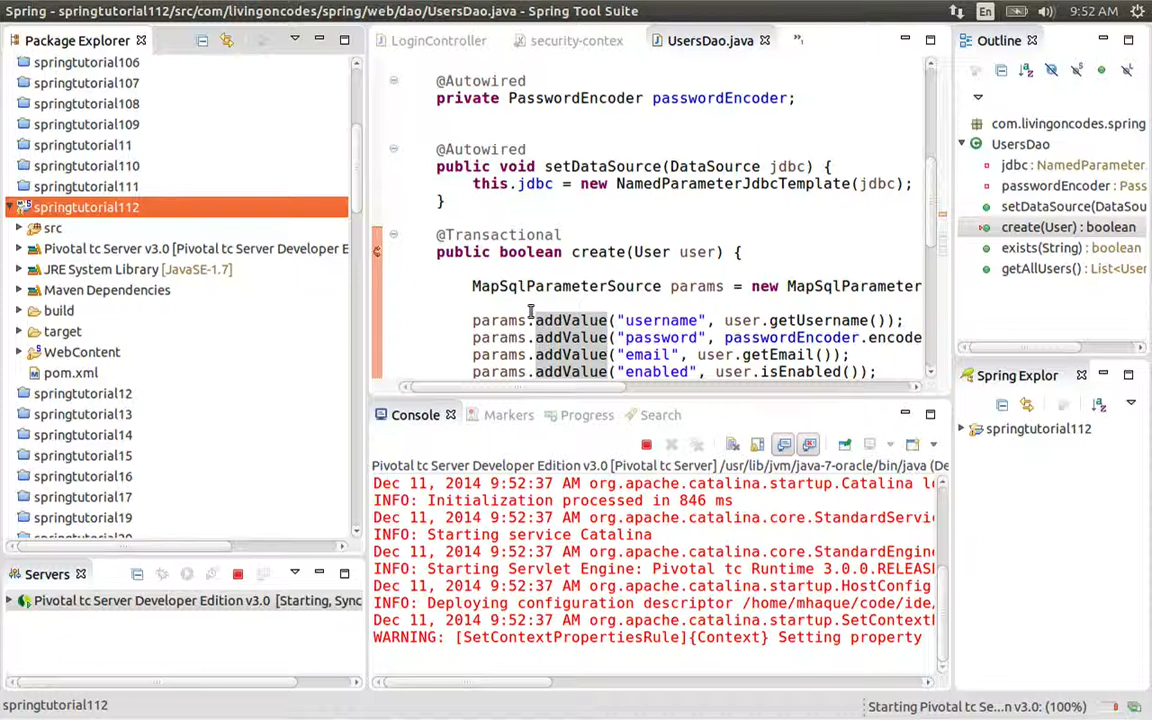 Spring - springtutorial112/src/com/livingoncodes/spring/web/dao/UsersDao.java - Spring Tool Suite
En
9:52 AM
Package Explorer
springtutorial106
springtutorial107
springtutorial108
springtutorial109
springtutorial11
springtutorial110
springtutorial111
springtutorial112
src
Pivotal tc Server v3.0 [Pivotal tc Server Developer E
JRE System Library [JavaSE-1.7]
Maven Dependencies
build
target
WebContent
pom.xml
springtutorial12
springtutorial13
springtutorial14
springtutorial15
springtutorial16
springtutorial17
springtutorial19
Servers
Pivotal tc Server Developer Edition v3.0 [Starting, Sync
LoginController
security-contex
UsersDao.java
@Autowired
private PasswordEncoder passwordEncoder;
@Autowired
public void setDataSource(DataSource jdbc) {
this.jdbc = new NamedParameterJdbcTemplate(jdbc);
}
@Transactional
public boolean create(User user) {
MapSqlParameterSource params = new MapSqlParameter
params.addValue("username", user.getUsername());
params.addValue("password", passwordEncoder.encode
params.addValue("email", user.getEmail());
params.addValue("enabled", user.isEnabled());
Console
Markers
Progress
Search
Pivotal tc Server Developer Edition v3.0 [Pivotal tc Server] /usr/lib/jvm/java-7-oracle/bin/java (De
Dec 11, 2014 9:52:37 AM org.apache.catalina.startup.Catalina lo
INFO: Initialization processed in 846 ms
Dec 11, 2014 9:52:37 AM org.apache.catalina.core.StandardServi
INFO: Starting service Catalina
Dec 11, 2014 9:52:37 AM org.apache.catalina.core.StandardEngin
INFO: Starting Servlet Engine: Pivotal tc Runtime 3.0.0.RELEAS
Dec 11, 2014 9:52:37 AM org.apache.catalina.startup.HostConfig
INFO: Deploying configuration descriptor /home/mhaque/code/ide/
Dec 11, 2014 9:52:37 AM org.apache.catalina.startup.SetContextP
WARNING: [SetContextPropertiesRule]{Context} Setting property
Outline
com.livingoncodes.spring
UsersDao
jdbc : NamedParameter
passwordEncoder : Pass
setDataSource(DataSou
create(User) : boolean
exists(String) : boolean
getAllUsers() : List<User
Spring Explor
springtutorial112
springtutorial112
Starting Pivotal tc Se...n v3.0: (100%)